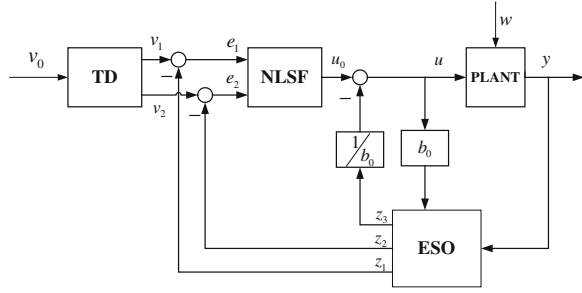 w
v₀
TD
v₁
e₁
NLSF
u₀
u
PLANT
y
v₂
e₂
1/b₀
b₀
z₃
z₂
z₁
ESO